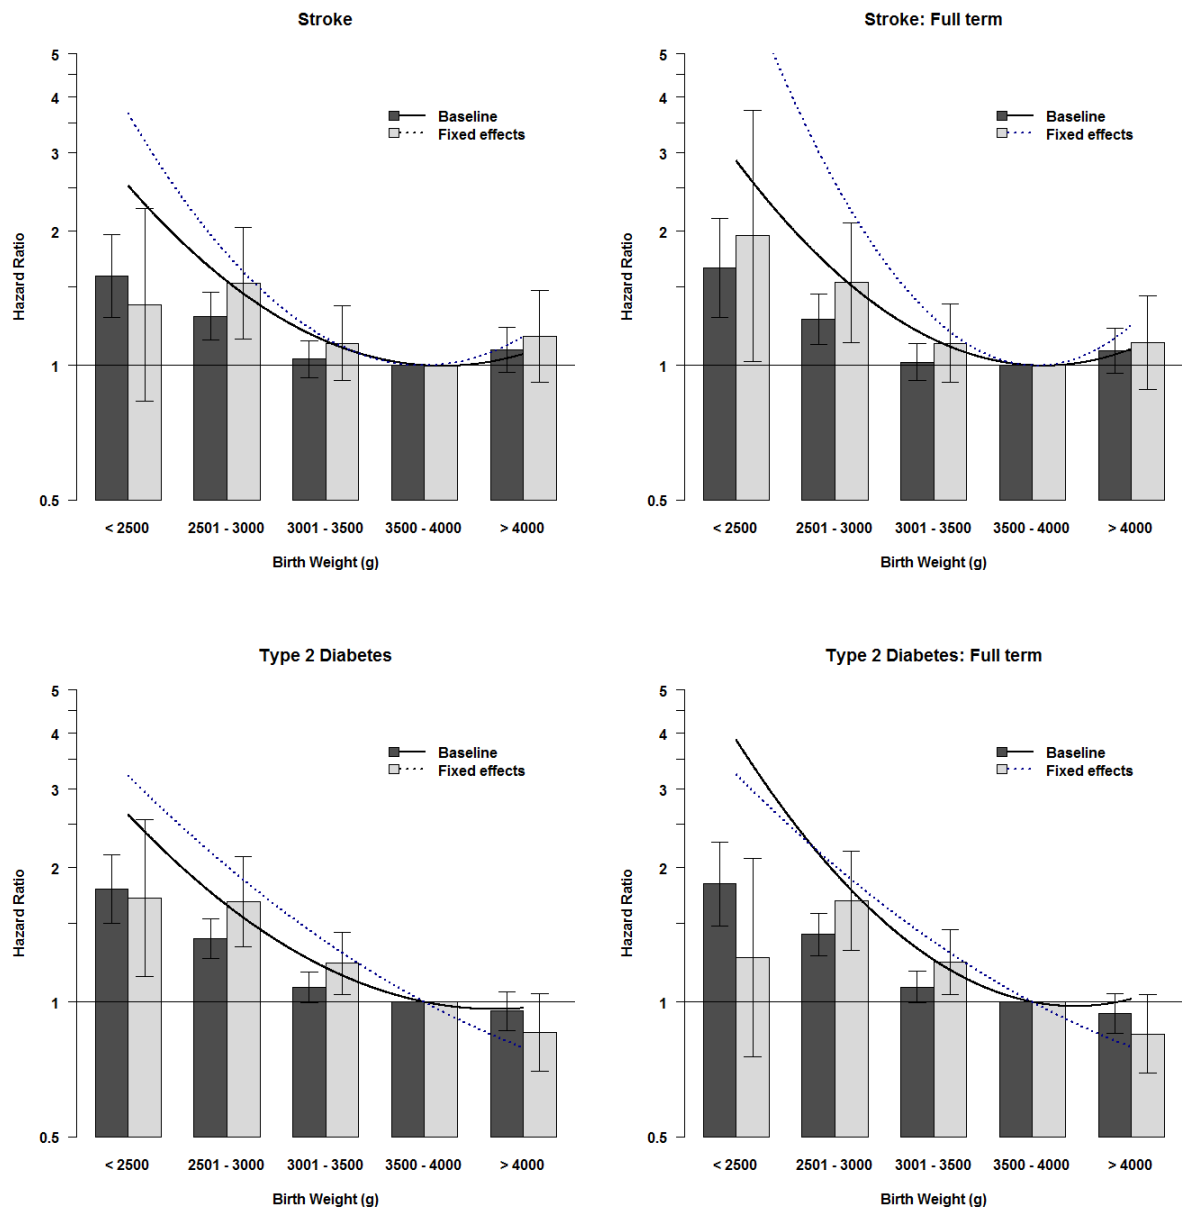 Stroke
5
4
3
2
1
0.5
Hazard Ratio
Baseline
Fixed effects
< 2500 2501 - 3000 3001 - 3500 3500 - 4000 > 4000
Birth Weight (g)
Stroke: Full term
5
4
3
2
1
0.5
Hazard Ratio
Baseline
Fixed effects
< 2500 2501 - 3000 3001 - 3500 3500 - 4000 > 4000
Birth Weight (g)
Type 2 Diabetes
5
4
3
2
1
0.5
Hazard Ratio
Baseline
Fixed effects
< 2500 2501 - 3000 3001 - 3500 3500 - 4000 > 4000
Birth Weight (g)
Type 2 Diabetes: Full term
5
4
3
2
1
0.5
Hazard Ratio
Baseline
Fixed effects
< 2500 2501 - 3000 3001 - 3500 3500 - 4000 > 4000
Birth Weight (g)